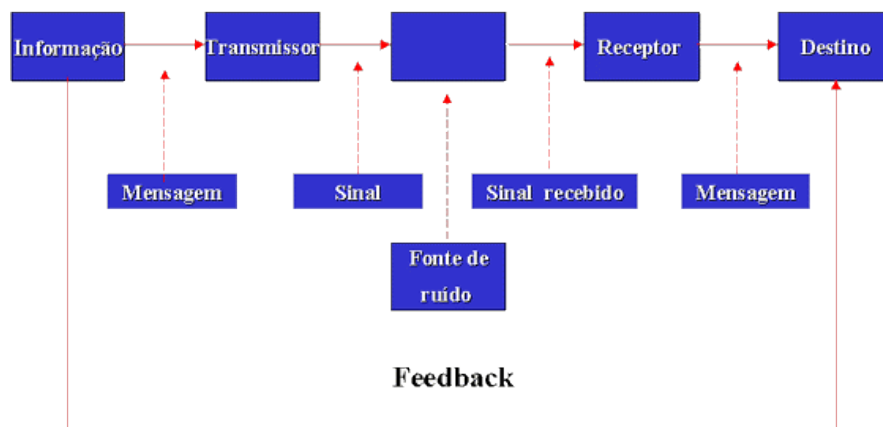 Informação
Transmissor
Receptor
Destino
Mensagem
Sinal
Sinal recebido
Mensagem
Fonte de
ruído
Feedback